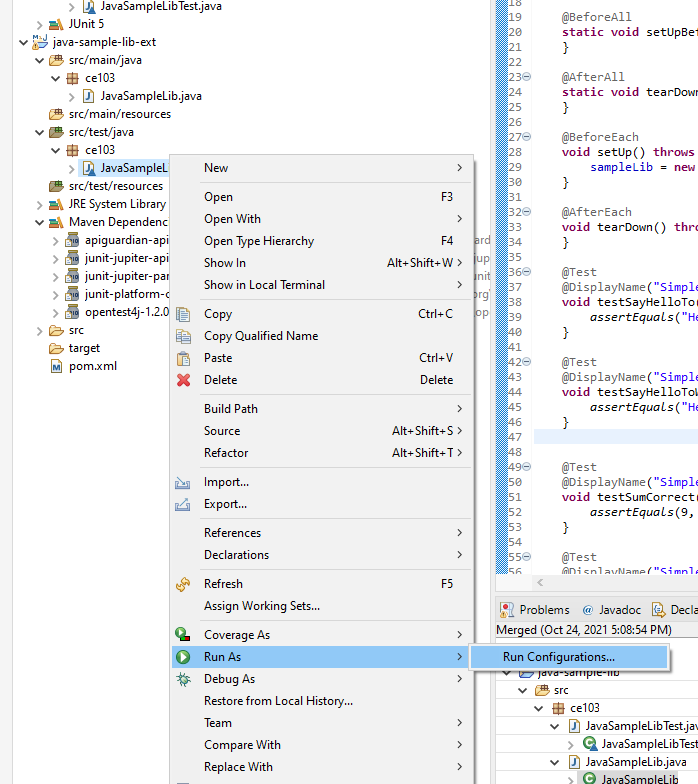 JavaSampleLibTest.java
JUnit 5
java-sample-lib-ext
src/main/java
ce103
JavaSampleLib.java
src/main/resources
src/test/java
ce103
JavaSampleL
src/test/resources
JRE System Library
Maven Dependenci
apiguardian-api
junit-jupiter-api
junit-jupiter-par
junit-platform-c
opentest4j-1.2.0
src
target
pom.xml
New
Open F3
Open With
Open Type Hierarchy F4
Show In Alt+Shift+W
Show in Local Terminal
Copy Ctrl+C
Copy Qualified Name
Paste Ctrl+V
Delete Delete
Build Path
Source Alt+Shift+S
Refactor Alt+Shift+T
Import...
Export...
References
Declarations
Refresh F5
Assign Working Sets...
Coverage As
Run As
Debug As
Restore from Local History...
Team
Compare With
Replace With
Run Configurations...
18
19 @BeforeAll
20 static void setUpBef
21 }
22
23 @AfterAll
24 static void tearDown
25 }
26
27 @BeforeEach
28 void setUp() throws
29 sampleLib = new
30 }
31
32 @AfterEach
33 void tearDown() thro
34 }
35
36 @Test
37 @DisplayName("Simple
38 void testSayHelloTo(
39 assertEquals("He
40 }
41
42 @Test
43 @DisplayName("Simple
44 void testSayHelloToW
45 assertEquals("He
46 }
47
48
49 @Test
50 @DisplayName("Simple
51 void testSumCorrect(
52 assertEquals(9,
53 }
54
55 @Test
56 @DisplayName("Simple
Problems @ Javadoc Decla
Merged (Oct 24, 2021 5:08:54 PM)
java-sample-lib
src
ce103
JavaSampleLibTest.java
JavaSampleLibTest
JavaSampleLib.java
JavaSampleLib